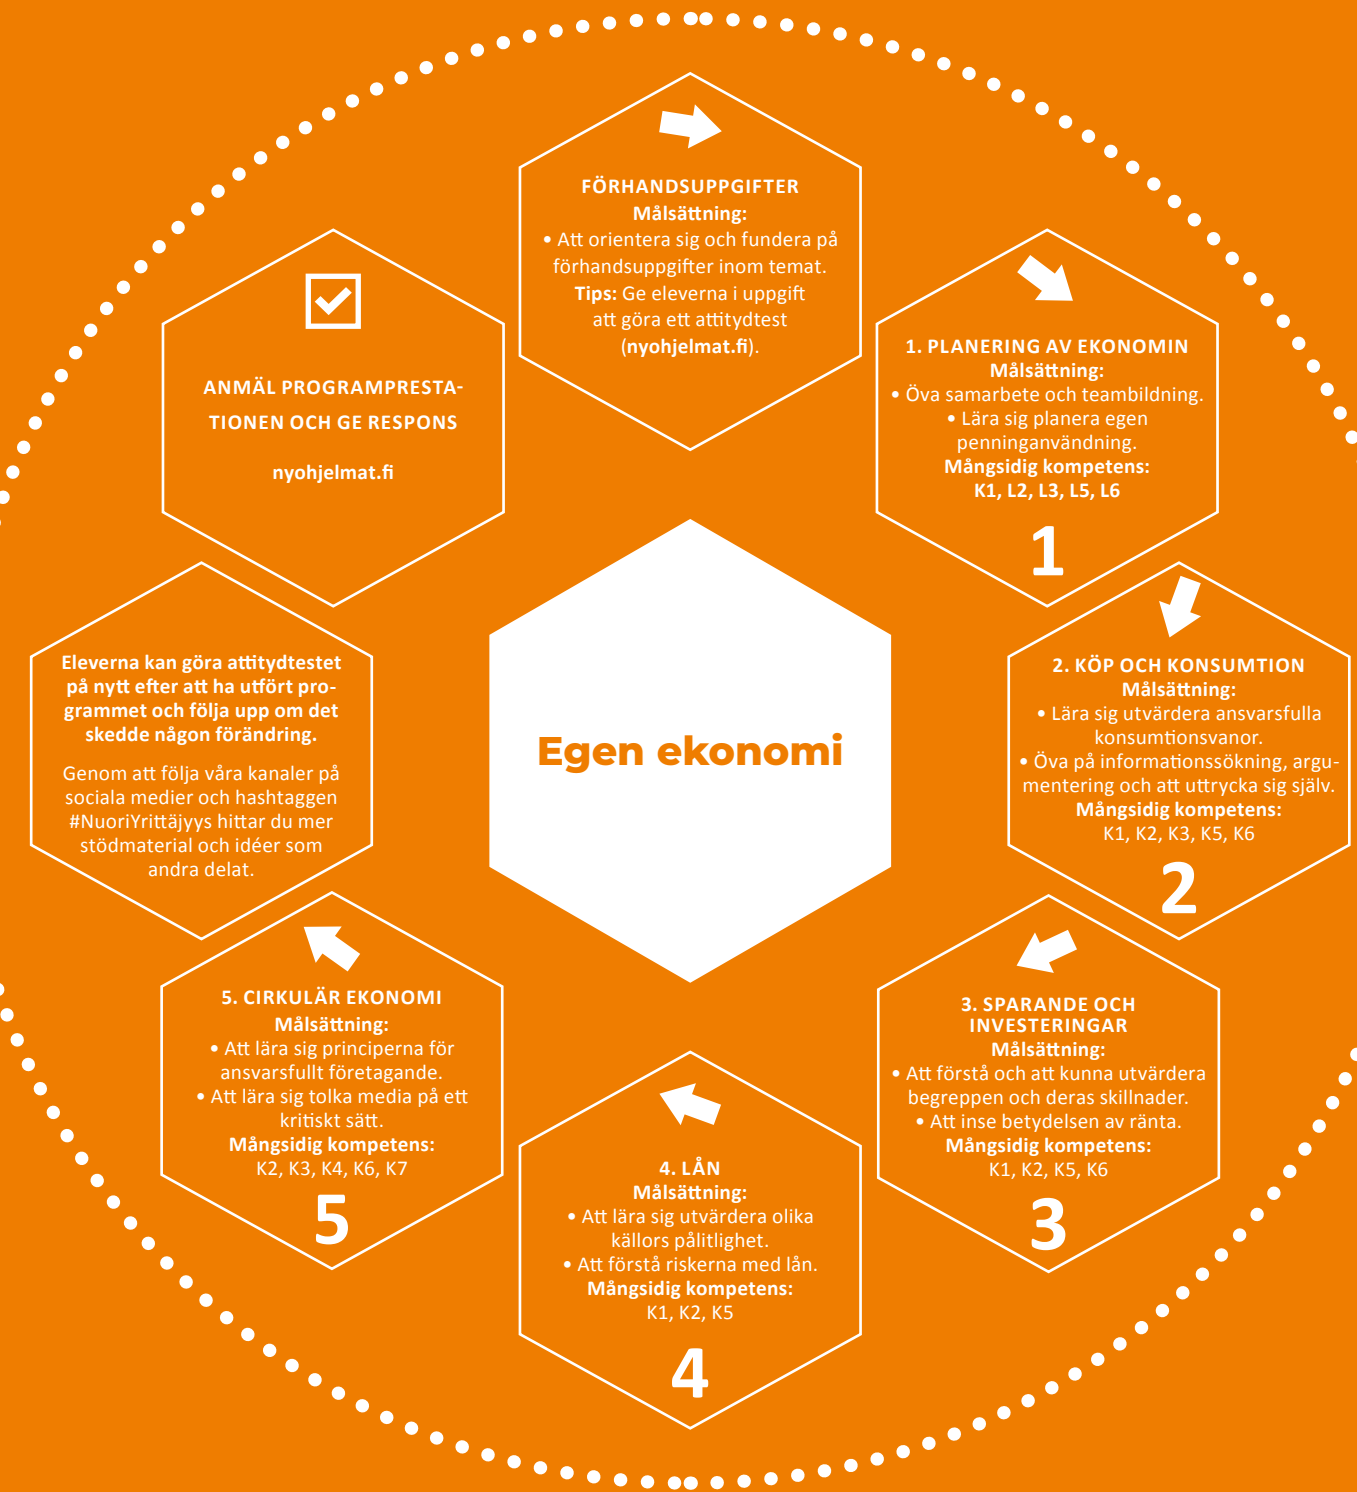 FÖRHANDSUPPGIFTER
Målsättning:
• Att orientera sig och fundera på
förhandsuppgifter inom temat.
Tips: Ge eleverna i uppgift
att göra ett attitydtest
(nyohjelmat.fi).
1. PLANERING AV EKONOMIN
Målsättning:
• Öva samarbete och teambildning.
• Lära sig planera egen
penninganvändning.
Mångsidig kompetens:
K1, L2, L3, L5, L6
1
2. KÖP OCH KONSUMTION
Målsättning:
• Lära sig utvärdera ansvarsfulla
konsumtionsvanor.
• Öva på informationssökning, argu-
mentering och att uttrycka sig själv.
Mångsidig kompetens:
K1, K2, K3, K5, K6
2
3. SPARANDE OCH
INVESTERINGAR
Målsättning:
• Att förstå och att kunna utvärdera
begreppen och deras skillnader.
• Att inse betydelsen av ränta.
Mångsidig kompetens:
K1, K2, K5, K6
3
4. LÅN
Målsättning:
• Att lära sig utvärdera olika
källors pålitlighet.
• Att förstå riskerna med lån.
Mångsidig kompetens:
K1, K2, K5
4
5. CIRKULÄR EKONOMI
Målsättning:
• Att lära sig principerna för
ansvarsfullt företagande.
• Att lära sig tolka media på ett
kritiskt sätt.
Mångsidig kompetens:
K2, K3, K4, K6, K7
5
Eleverna kan göra attitydtestet
på nytt efter att ha utfört pro-
grammet och följa upp om det
skedde någon förändring.
Genom att följa våra kanaler på
sociala medier och hashtaggen
#NuoriYrittäjyys hittar du mer
stödmaterial och idéer som
andra delat.
ANMÄL PROGRAMPRESTA-
TIONEN OCH GE RESPONS
nyohjelmat.fi
Egen ekonomi